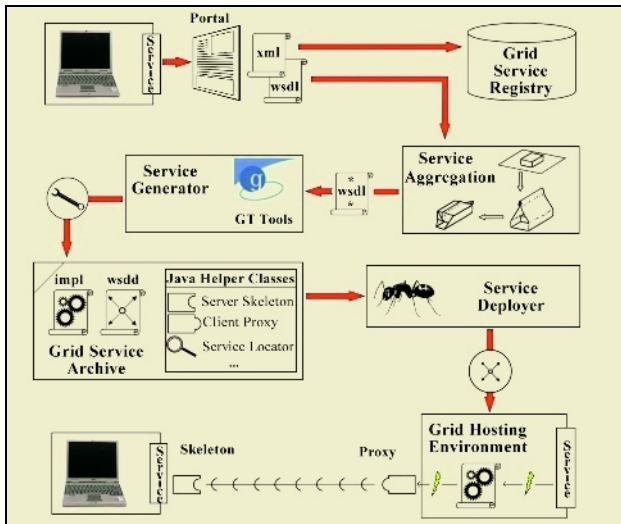 Portal
Service
xml
wsdl
Grid
Service
Registry
Service
Generator
g
GT Tools
*
wsdl
*
Service
Aggregation
impl
wsdd
Grid Service
Archive
Java Helper Classes
Server Skeleton
Client Proxy
Service Locator
...
Service
Deployer
Grid Hosting
Environment
Service
Skeleton
Proxy
Service